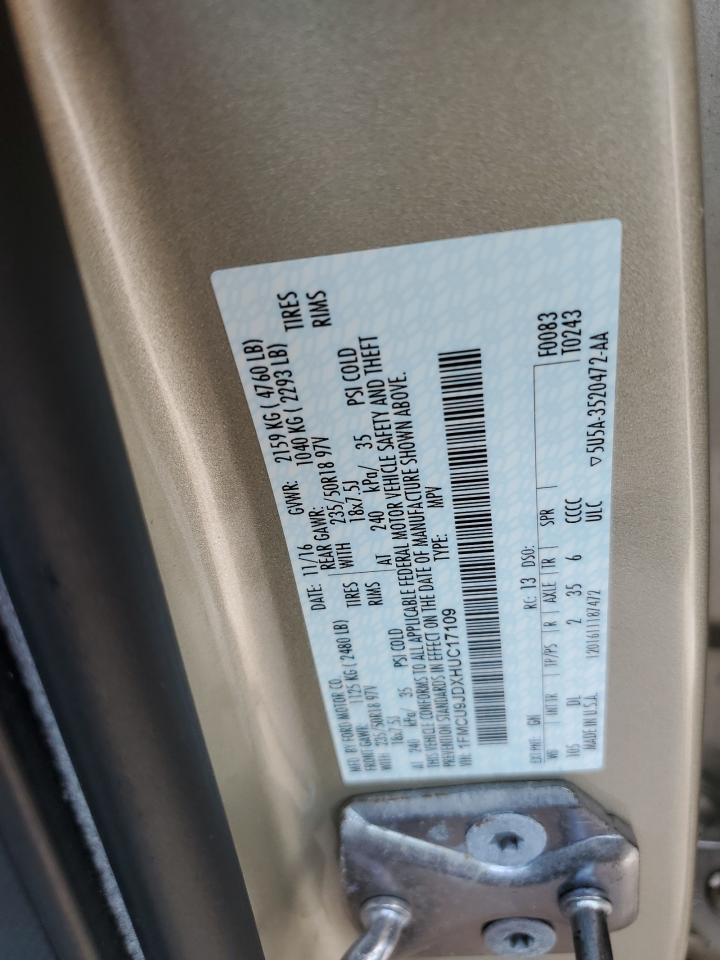 MFD. BY FORD MOTOR CO. DATE: 11/16 GVWR: 2159 KG ( 4760 LB)
FRONT GAWR: 1125 KG ( 2480 LB) REAR GAWR: 1040 KG ( 2293 LB)
WITH 235/50R18 97V TIRES WITH 235/50R18 97V TIRES
18x7.5J RIMS 18x7.5J RIMS
AT 240 kPa/ 35 PSI COLD AT 240 kPa/ 35 PSI COLD
THIS VEHICLE CONFORMS TO ALL APPLICABLE FEDERAL MOTOR VEHICLE SAFETY AND THEFT
PREVENTION STANDARDS IN EFFECT ON THE DATE OF MANUFACTURE SHOWN ABOVE.
VIN: 1FMCU9JDXHUC17109 TYPE: MPV
F0083
T0243
EXT PNT: GN RC: 13 DSO:
WB INT TR TP/PS R AXLE TR SPR
105 DL 2 35 6 CCCC
MADE IN U.S.A. 1201611187472 ULC
▽5U5A-3520472-AA